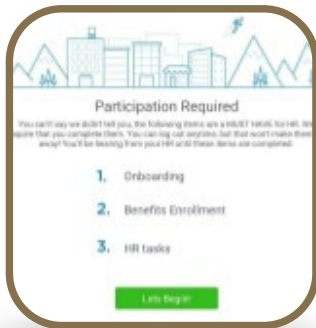 Participation Required
You can't say we didn't tell you, the following items are a MUST HAVE for HR. We
require that you complete them. You can log out anytime, but that won't make them
away! You'll be hearing from your HR until these items are completed.
1. Onboarding
2. Benefits Enrollment
3. HR tasks
Lets Begin!